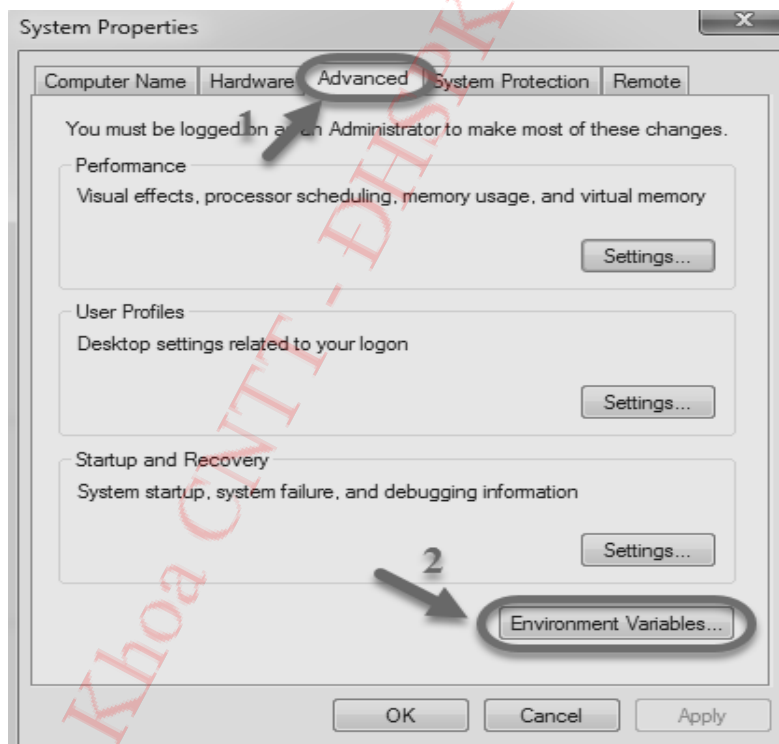 System Properties
Computer Name Hardware Advanced System Protection Remote
1
You must be logged on as an Administrator to make most of these changes.
Performance
Visual effects, processor scheduling, memory usage, and virtual memory
Settings...
User Profiles
Desktop settings related to your logon
Settings...
Startup and Recovery
System startup, system failure, and debugging information
Settings...
2
Environment Variables...
OK Cancel Apply
Khoa CNTT - ĐHSPK